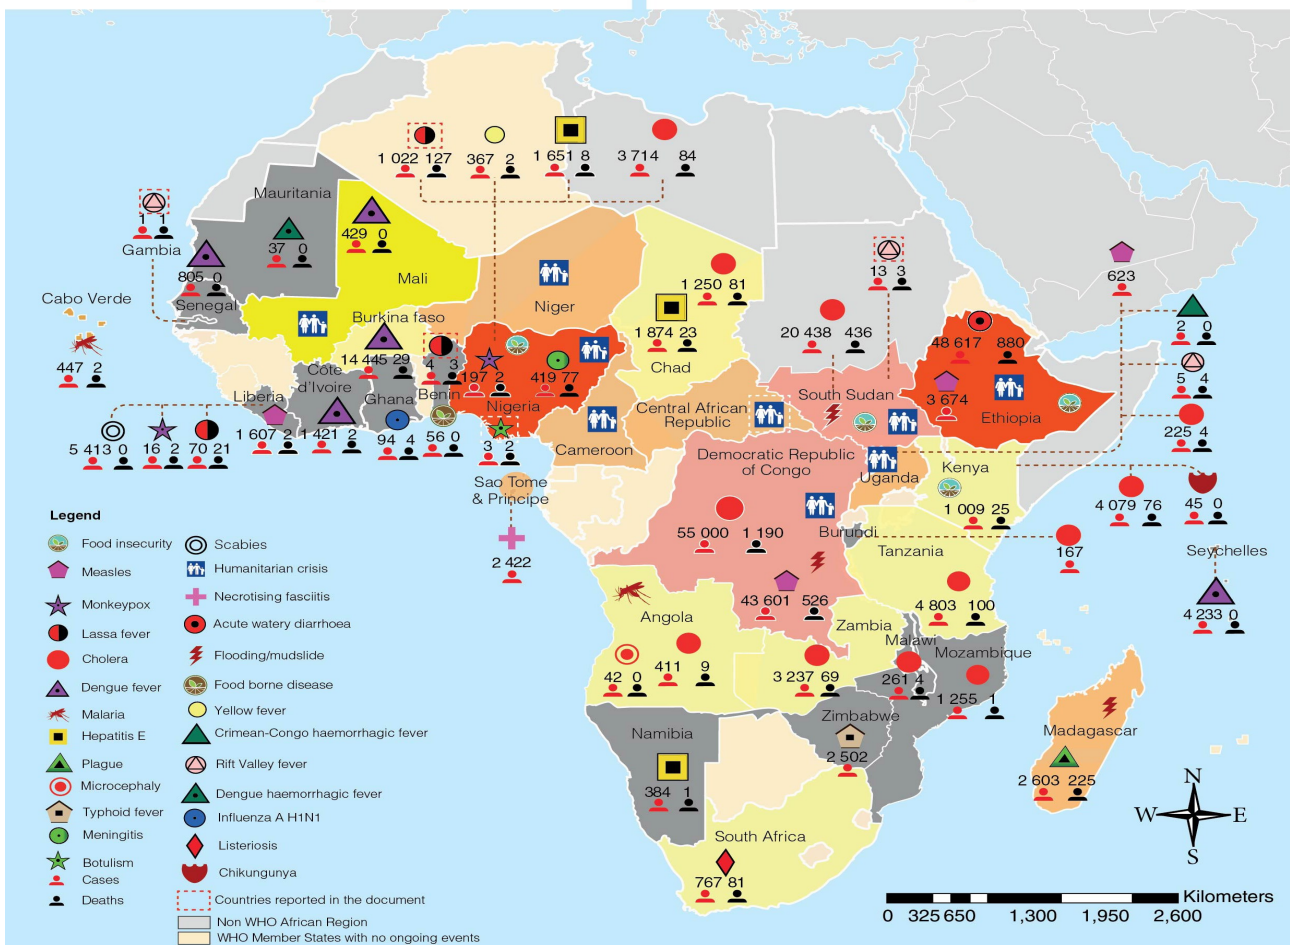 1 022 127
367 2
1 651 8
3 714 84
Mauritania
1 1
Gambia
37 0
429 0
805 0
Senegal
Mali
Niger
1 250 81
1 874 23
Chad
13 3
20 438 436
623
2 0
5 4
225 4
48 617 880
3 674
Ethiopia
Cabo Verde
447 2
Burkina faso
14 445 29
4 3
Benin
197 2
419 77
Nigeria
Côte
d'Ivoire
Ghana
Liberia
5 413 0
16 2
70 21
1 607 2
1 421 2
94 4
56 0
3 2
Cameroon
Central African
Republic
South Sudan
Democratic Republic
of Congo
Uganda
Kenya
1 009 25
4 079 76
45 0
Sao Tome
& Principe
2 422
55 000 1 190
Burundi
167
Tanzania
4 803 100
Seychelles
4 233 0
43 601 526
Angola
42 0
411 9
Zambia
3 237 69
Malawi
261 4
Mozambique
1 255 1
Zimbabwe
2 502
Namibia
384 1
Madagascar
2 603 225
South Africa
767 81
Legend
Food insecurity
Measles
Monkeypox
Lassa fever
Cholera
Dengue fever
Malaria
Hepatitis E
Plague
Microcephaly
Typhoid fever
Meningitis
Botulism
Cases
Deaths
Scabies
Humanitarian crisis
Necrotising fasciitis
Acute watery diarrhoea
Flooding/mudslide
Food borne disease
Yellow fever
Crimean-Congo haemorrhagic fever
Rift Valley fever
Dengue haemorrhagic fever
Influenza A H1N1
Listeriosis
Chikungunya
Countries reported in the document
Non WHO African Region
WHO Member States with no ongoing events
N
W E
S
Kilometers
0 325 650 1,300 1,950 2,600